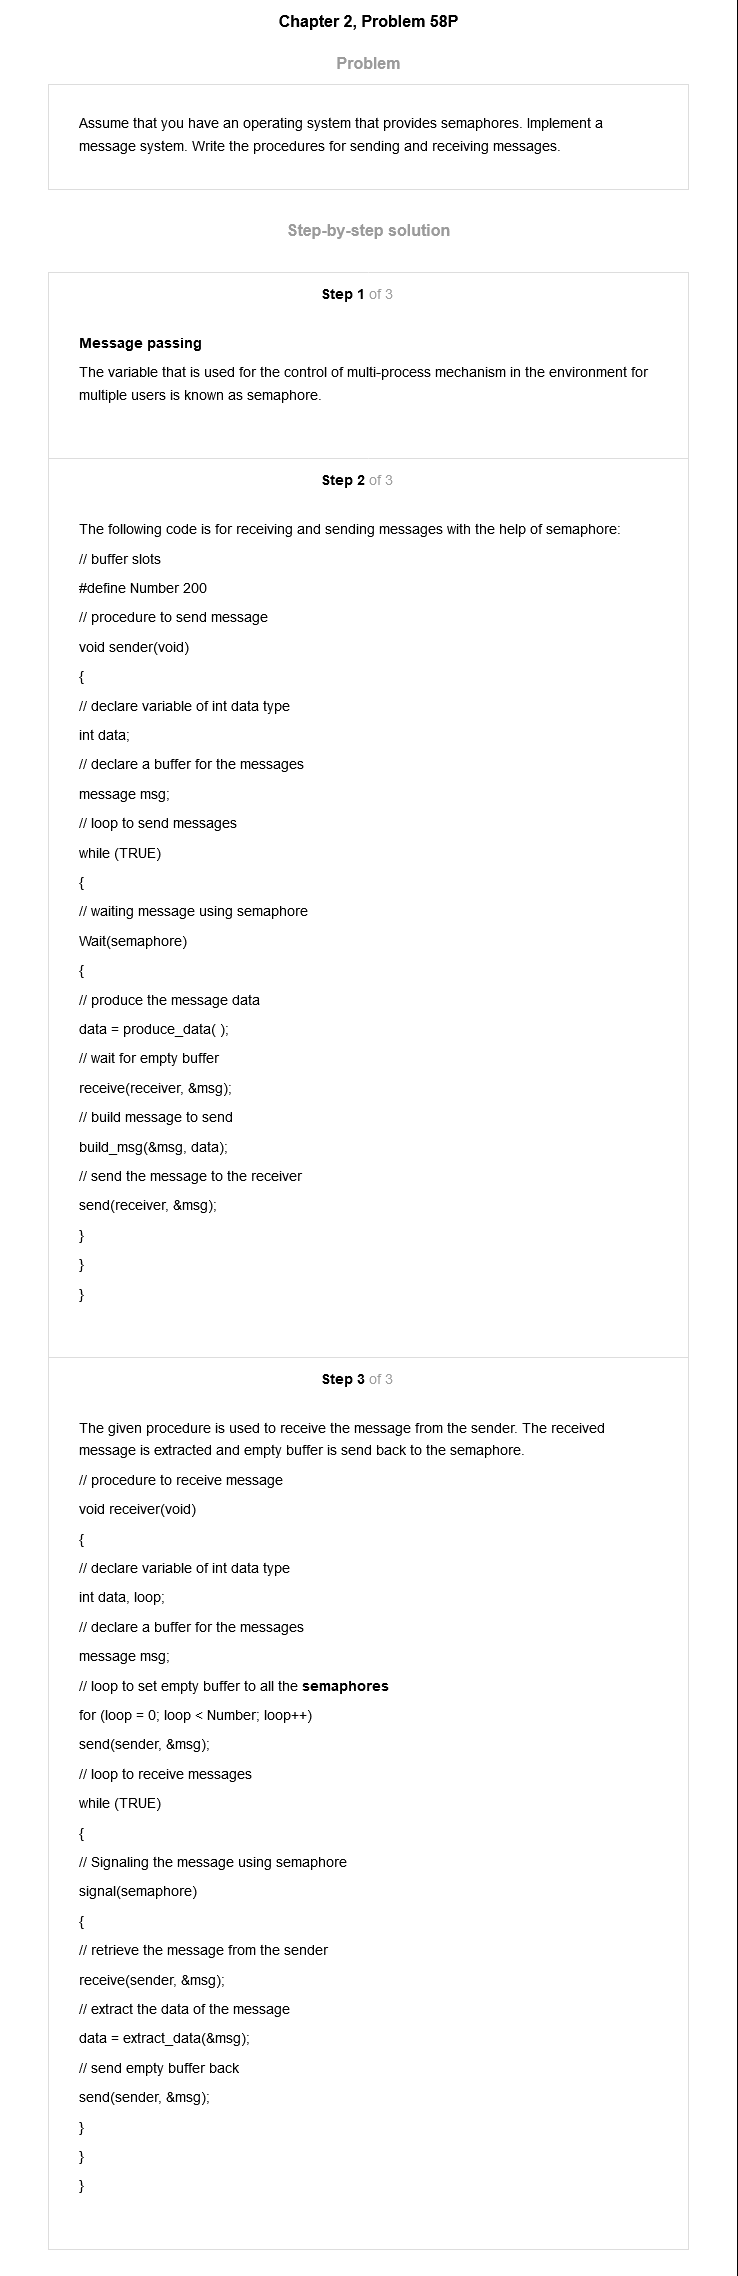 Chapter 2, Problem 58P
Problem
Assume that you have an operating system that provides semaphores. Implement a
message system. Write the procedures for sending and receiving messages.
Step-by-step solution
Step 1 of 3
Message passing
The variable that is used for the control of multi-process mechanism in the environment for
multiple users is known as semaphore.
Step 2 of 3
The following code is for receiving and sending messages with the help of semaphore:
// buffer slots
#define Number 200
// procedure to send message
void sender(void)
{
// declare variable of int data type
int data;
// declare a buffer for the messages
message msg;
// loop to send messages
while (TRUE)
{
// waiting message using semaphore
Wait(semaphore)
{
// produce the message data
data = produce_data( );
// wait for empty buffer
receive(receiver, &msg);
// build message to send
build_msg(&msg, data);
// send the message to the receiver
send(receiver, &msg);
}
}
}
Step 3 of 3
The given procedure is used to receive the message from the sender. The received
message is extracted and empty buffer is send back to the semaphore.
// procedure to receive message
void receiver(void)
{
// declare variable of int data type
int data, loop;
// declare a buffer for the messages
message msg;
// loop to set empty buffer to all the semaphores
for (loop = 0; loop < Number; loop++)
send(sender, &msg);
// loop to receive messages
while (TRUE)
{
// Signaling the message using semaphore
signal(semaphore)
{
// retrieve the message from the sender
receive(sender, &msg);
// extract the data of the message
data = extract_data(&msg);
// send empty buffer back
send(sender, &msg);
}
}
}